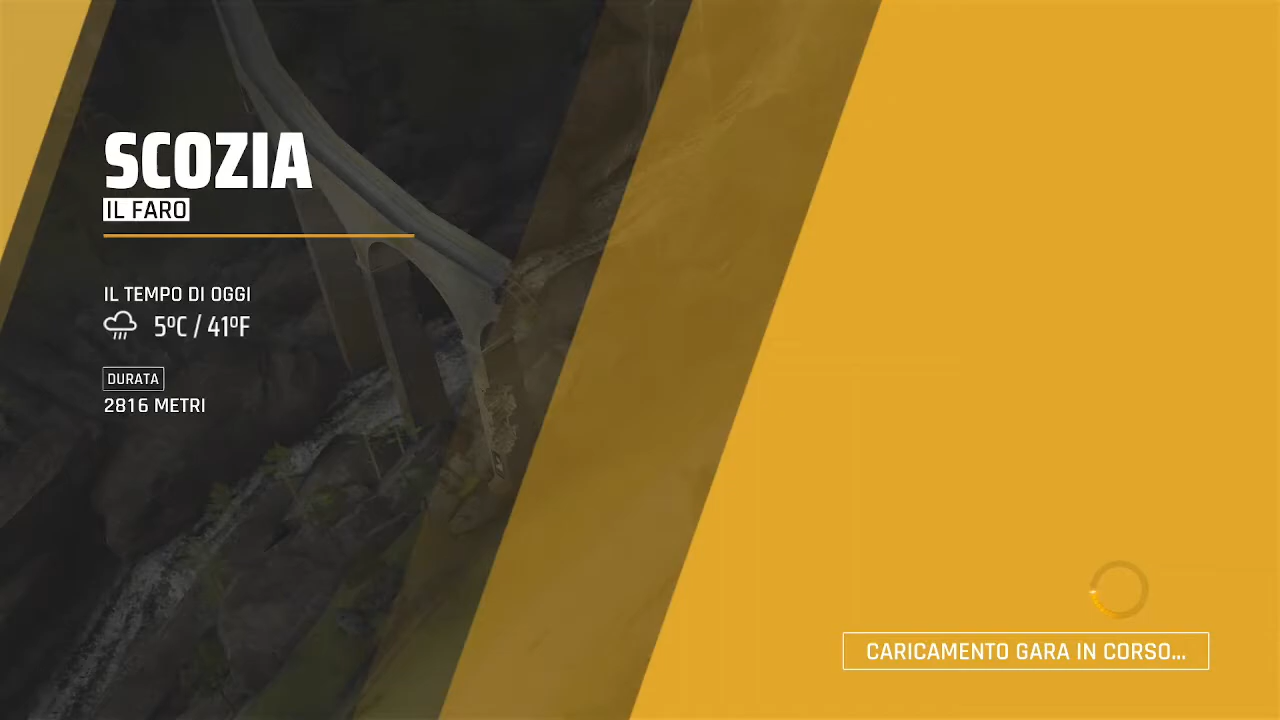 SCOZIA
IL FARO
IL TEMPO DI OGGI
5ºC / 41ºF
DURATA
2816 METRI
CARICAMENTO GARA IN CORSO...